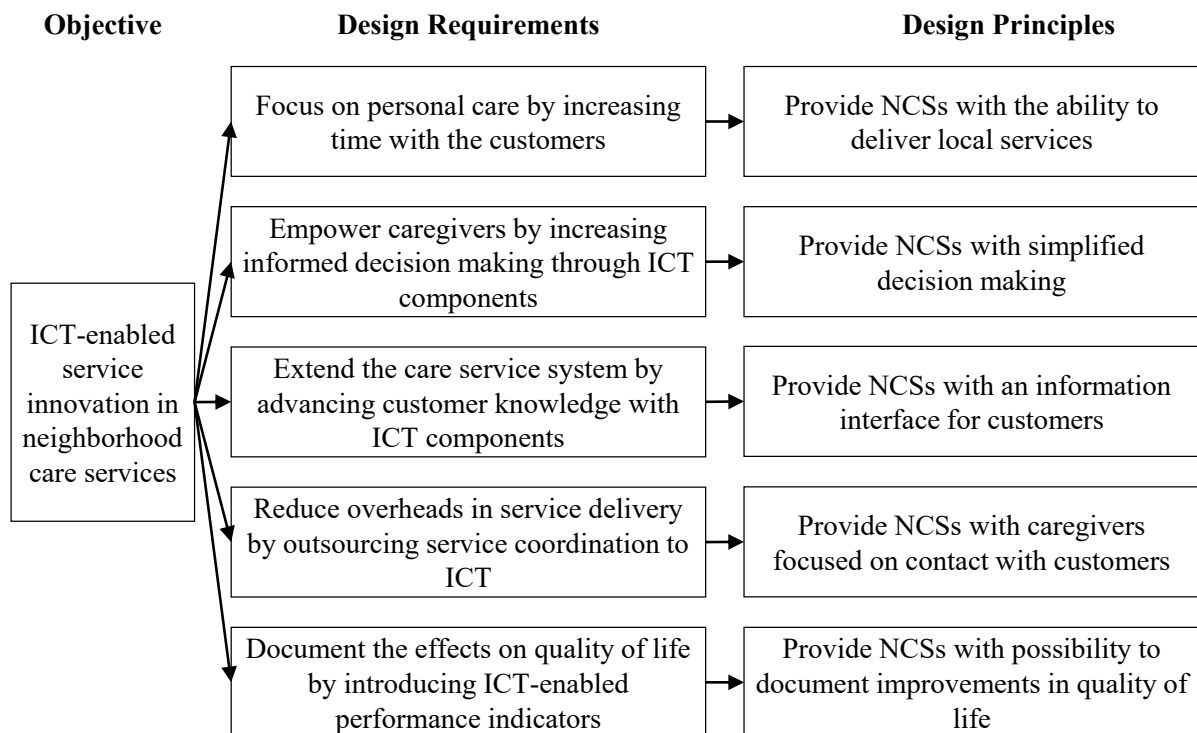 Objective
Design Requirements
Design Principles
ICT-enabled
service
innovation in
neighborhood
care services
Focus on personal care by increasing
time with the customers
Provide NCSs with the ability to
deliver local services
Empower caregivers by increasing
informed decision making through ICT
components
Provide NCSs with simplified
decision making
Extend the care service system by
advancing customer knowledge with
ICT components
Provide NCSs with an information
interface for customers
Reduce overheads in service delivery
by outsourcing service coordination to
ICT
Provide NCSs with caregivers
focused on contact with customers
Document the effects on quality of life
by introducing ICT-enabled
performance indicators
Provide NCSs with possibility to
document improvements in quality of
life